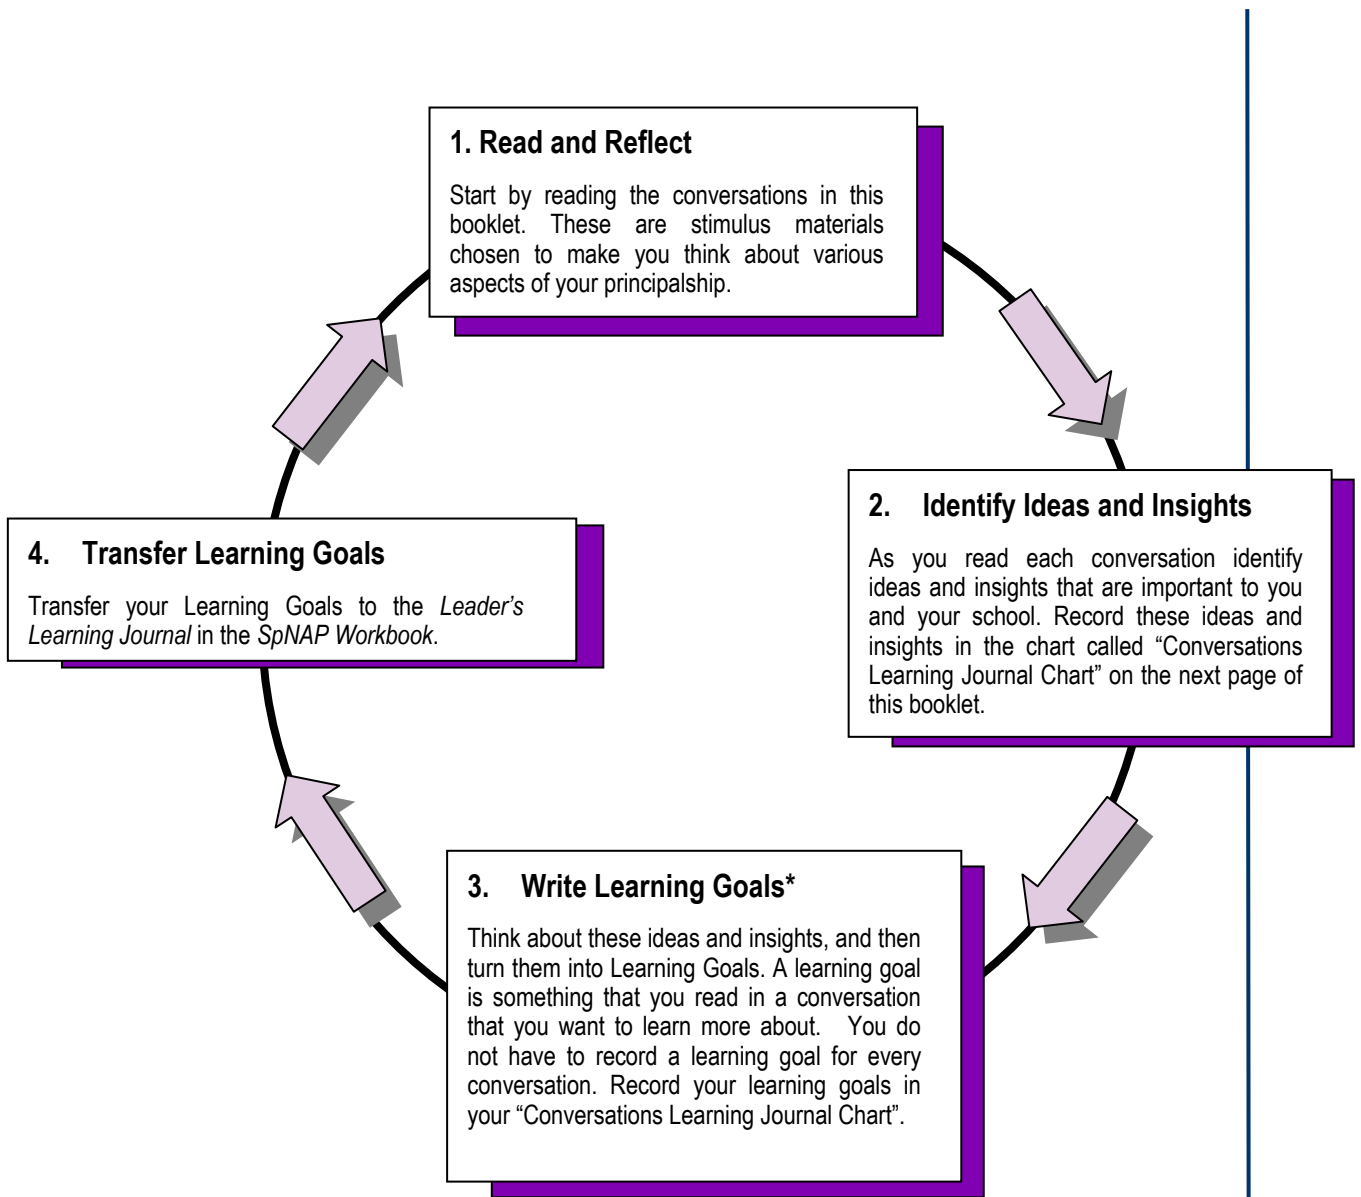 1. Read and Reflect
Start by reading the conversations in this
booklet. These are stimulus materials
chosen to make you think about various
aspects of your principalship.
2. Identify Ideas and Insights
As you read each conversation identify
ideas and insights that are important to you
and your school. Record these ideas and
insights in the chart called “Conversations
Learning Journal Chart” on the next page of
this booklet.
3. Write Learning Goals*
Think about these ideas and insights, and then
turn them into Learning Goals. A learning goal
is something that you read in a conversation
that you want to learn more about. You do
not have to record a learning goal for every
conversation. Record your learning goals in
your “Conversations Learning Journal Chart”.
4. Transfer Learning Goals
Transfer your Learning Goals to the Leader’s
Learning Journal in the SpNAP Workbook.